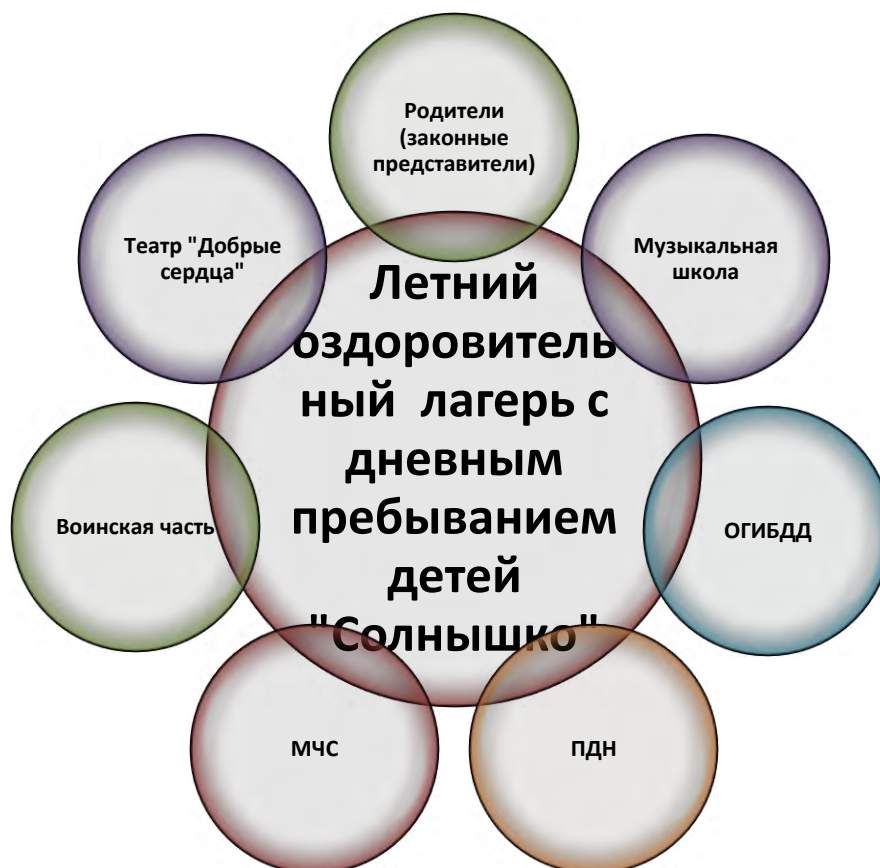 Родители
(законные
представители)
Театр "Добрые
сердца"
Музыкальная
школа
Летний
оздоровитель
ный лагерь с
дневным
пребыванием
детей
"Солнышко"
Воинская часть
ОГИБДД
МЧС
ПДН